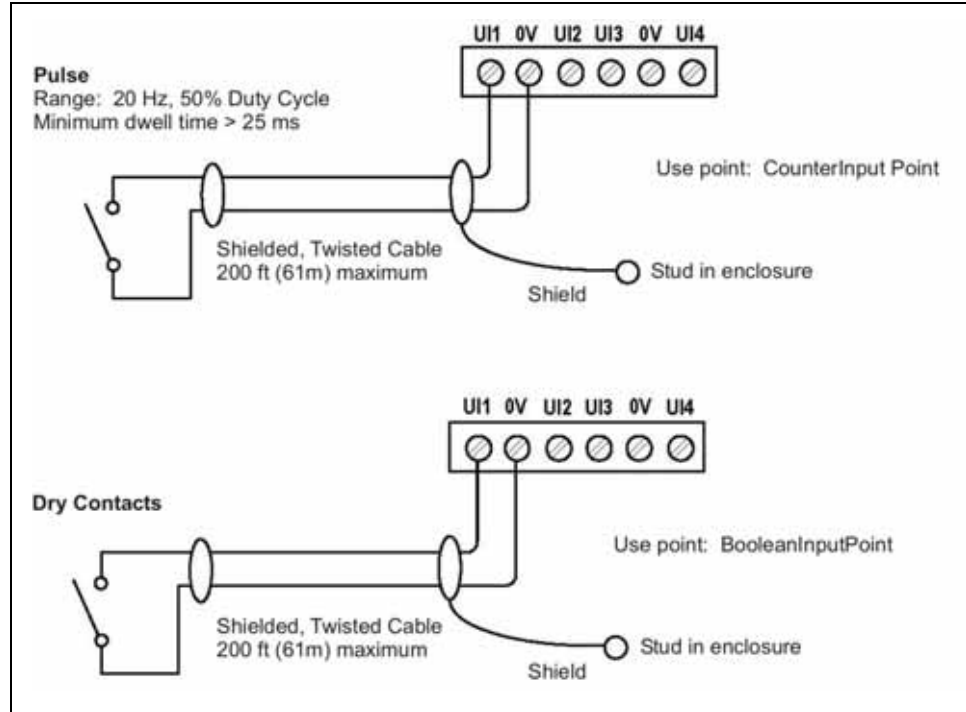 UI1 0V UI2 UI3 0V UI4
Pulse
Range: 20 Hz, 50% Duty Cycle
Minimum dwell time > 25 ms
Use point: CounterInput Point
Shielded, Twisted Cable
200 ft (61m) maximum
Stud in enclosure
Shield
UI1 0V UI2 UI3 0V UI4
Dry Contacts
Use point: BooleanInputPoint
Shielded, Twisted Cable
200 ft (61m) maximum
Stud in enclosure
Shield